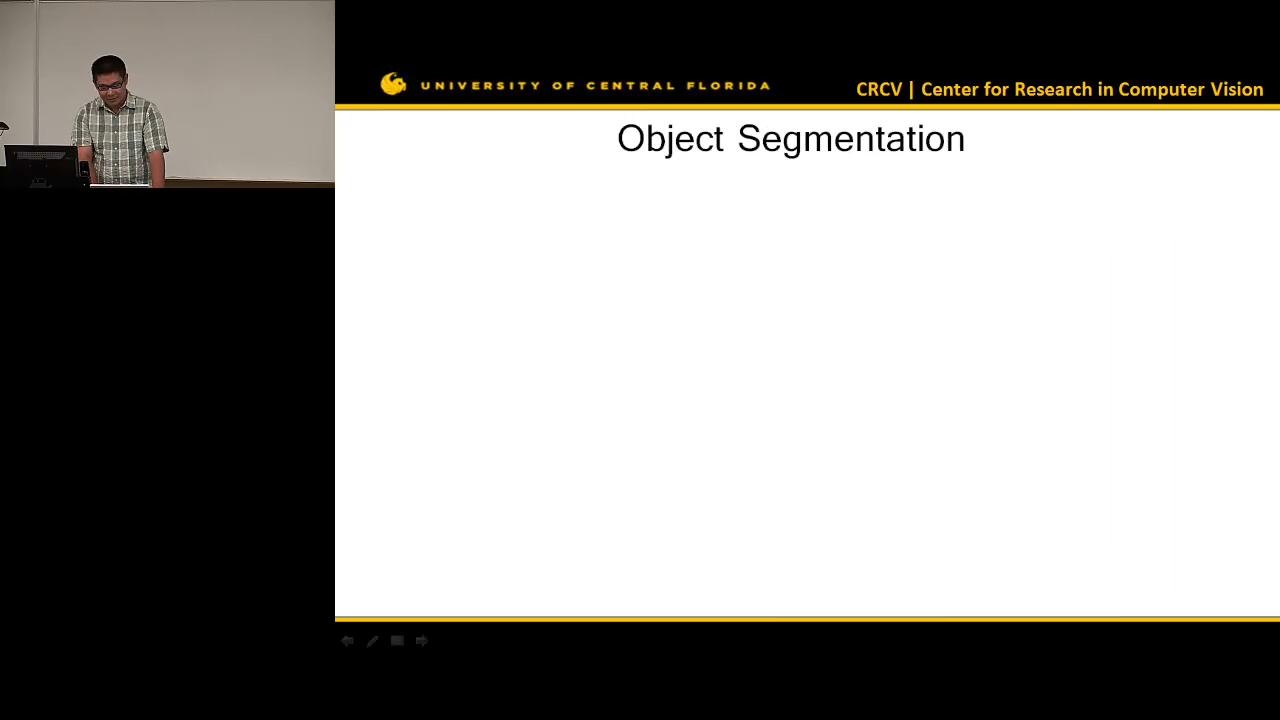 UNIVERSITY OF CENTRAL FLORIDA
CRCV | Center for Research in Computer Vision
Object Segmentation